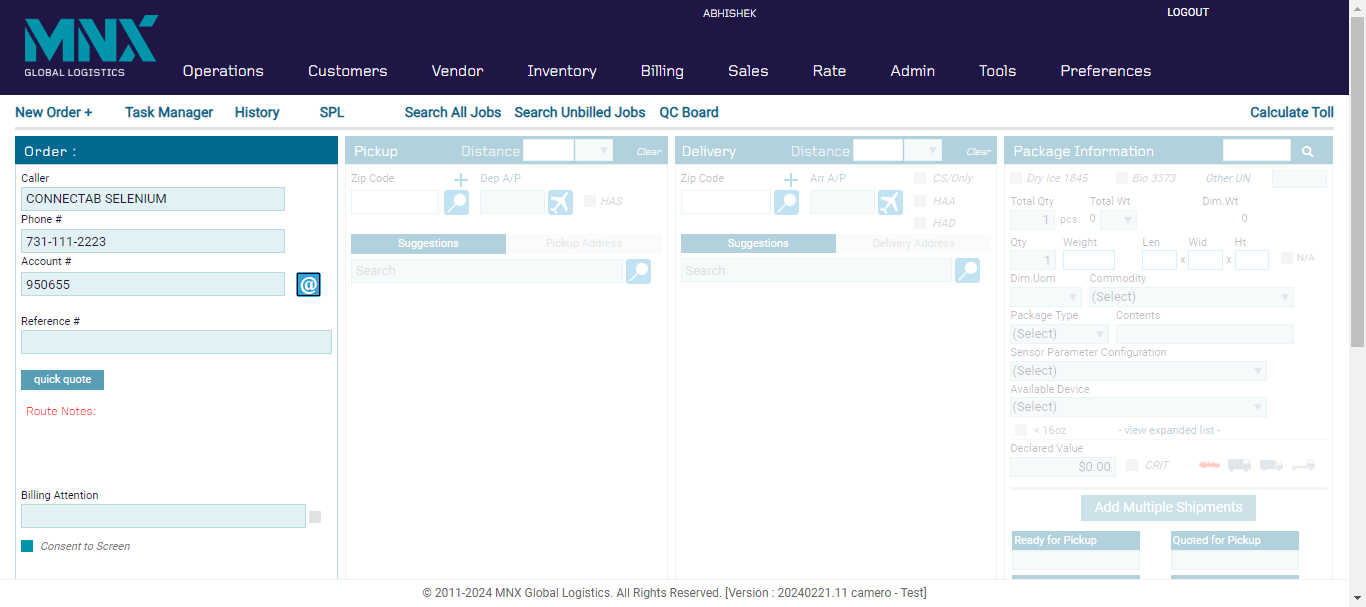 ABHISHEK
LOGOUT
MNX
GLOBAL LOGISTICS
Operations Customers Vendor Inventory Billing Sales Rate Admin Tools Preferences
New Order + Task Manager History SPL Search All Jobs Search Unbilled Jobs QC Board Calculate Toll
Order :
Caller
CONNECTAB SELENIUM
Phone #
731-111-2223
Account #
950655
@
Reference #
quick quote
Route Notes:
Billing Attention
Consent to Screen
Pickup Distance Clear
Zip Code Dep A/P
HAS
Suggestions Pickup Address
Search
Delivery Distance Clear
Zip Code Arr A/P CS/Only
HAA
HAD
Suggestions Delivery Address
Search
Package Information
Dry Ice 1845 Bio 3373 Other UN
Total Qty Total Wt Dim.Wt
1 pcs 0 0
Qty Weight Len Wid Ht
1 x x N/A
Dim.Uom Commodity
(Select)
Package Type Contents
(Select)
Sensor Parameter Configuration
(Select)
Available Device
(Select)
< 16oz - view expanded list -
Declared Value
$0.00 CRIT
Add Multiple Shipments
Ready for Pickup Quoted for Pickup
© 2011-2024 MNX Global Logistics. All Rights Reserved. [Version : 20240221.11 camero - Test]